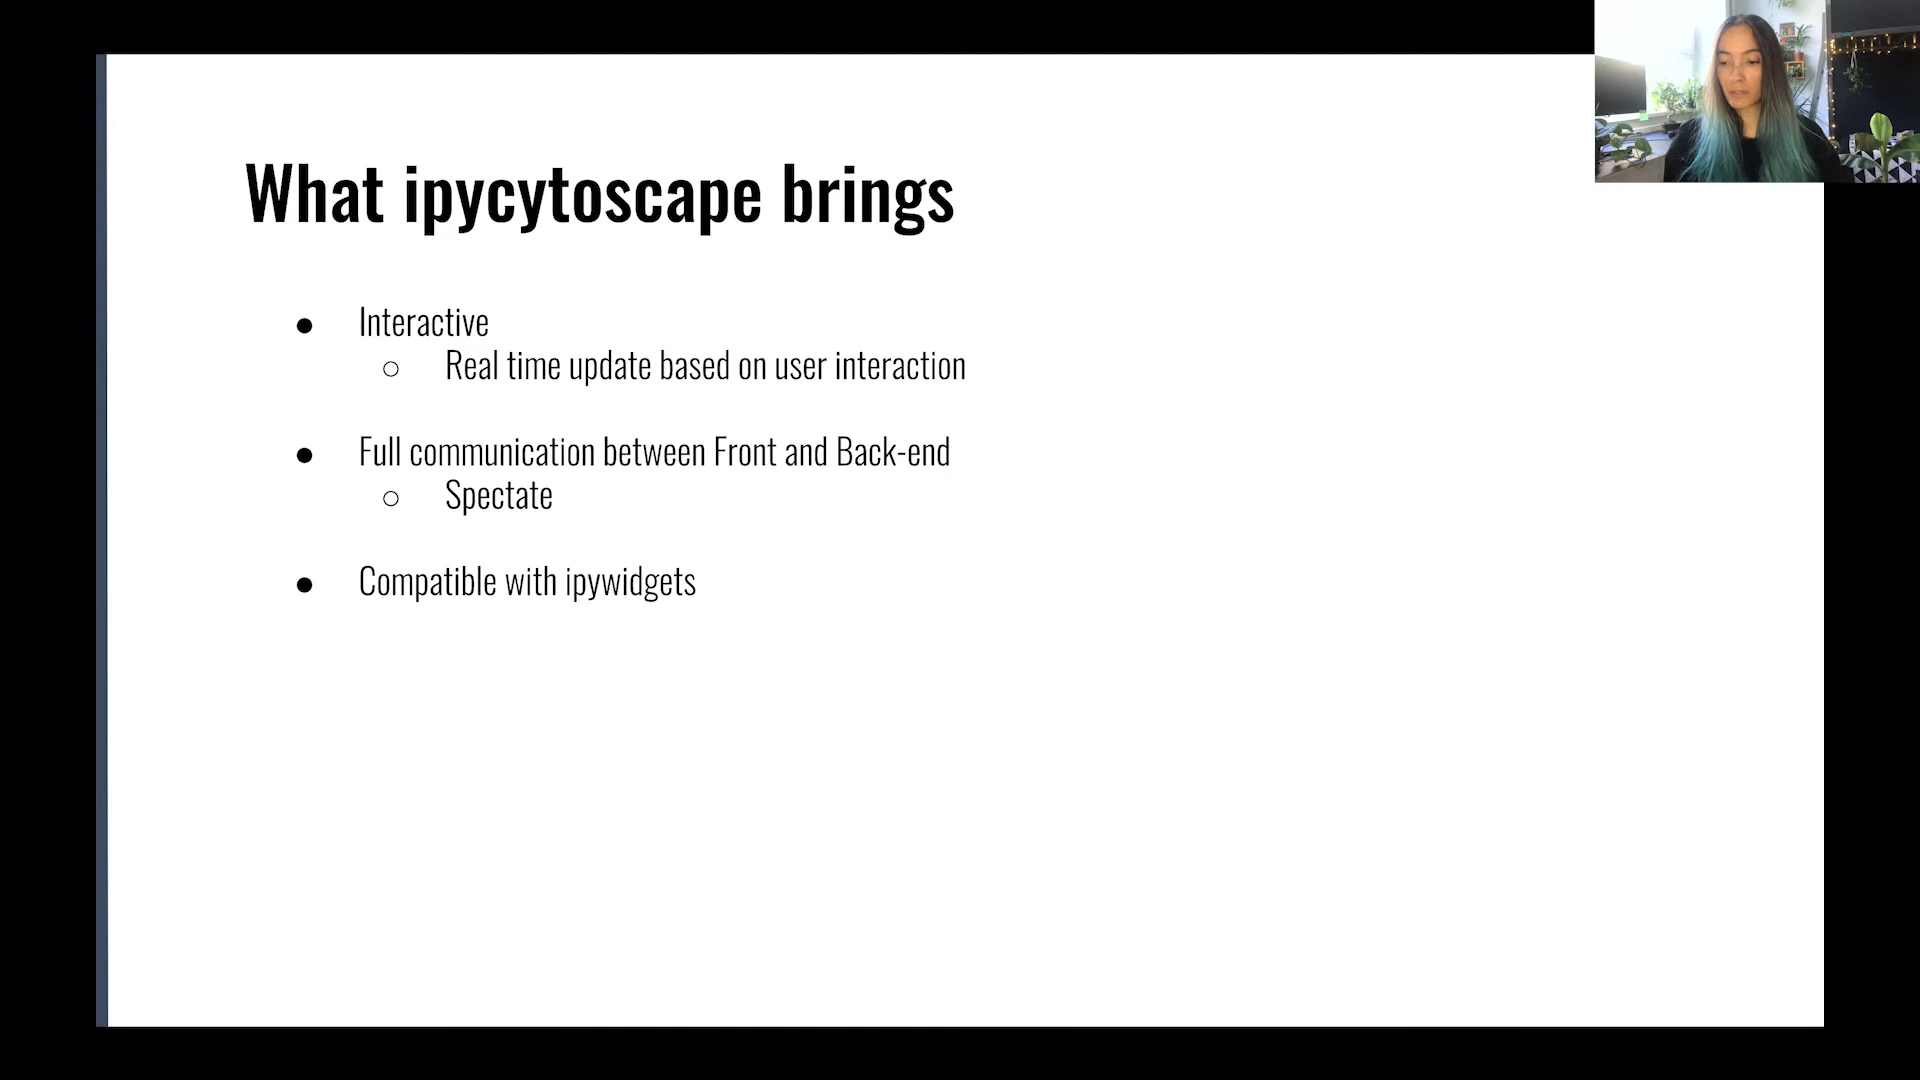 What ipycytoscape brings
● Interactive
○ Real time update based on user interaction
● Full communication between Front and Back-end
○ Spectate
● Compatible with ipywidgets